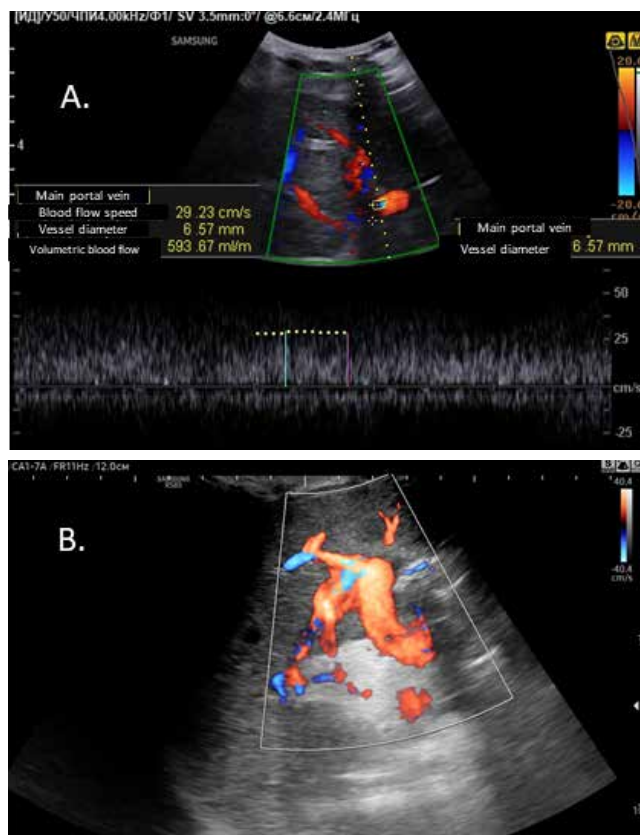 [ИД]/У50/ЧПИ4.00kHz/Ф1/ SV 3.5mm:0°/ @6.6см/2.4МГц
SAMSUNG
A.
20.0
4
Main portal vein
Blood flow speed 29.23 cm/s
Vessel diameter 6.57 mm
Volumetric blood flow 593.67 ml/m
-20.0
cm/s
Main portal vein
Vessel diameter 6.57 mm
50
25
cm/s
-25
CA1-7A/FR11Hz/12.0см
B.
40.4
-40.4
cm/s